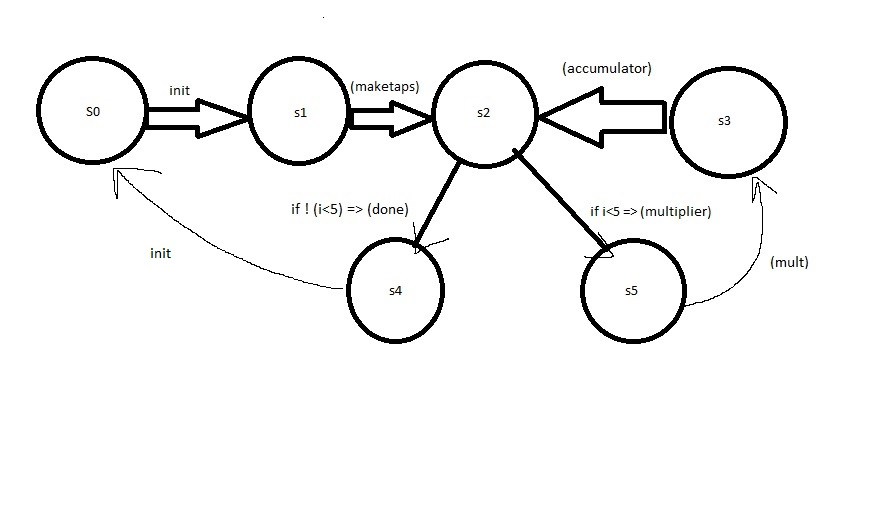 S0
init
s1
(maketaps)
s2
(accumulator)
s3
if ! (i<5) => (done)
if i<5 => (multiplier)
init
s4
s5
(mult)